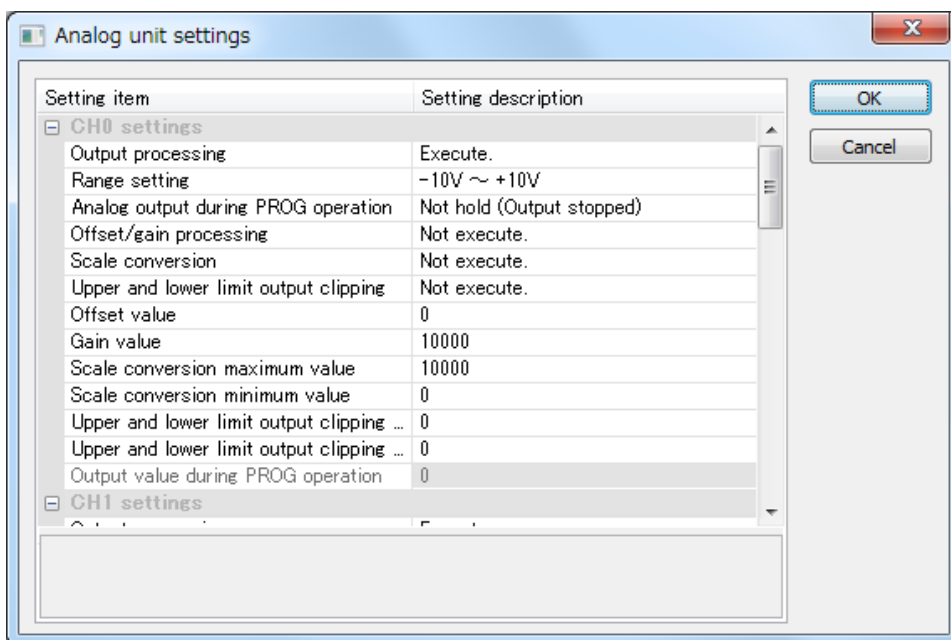 Analog unit settings
Setting item Setting description
CH0 settings
Output processing Execute.
Range setting -10V ~ +10V
Analog output during PROG operation Not hold (Output stopped)
Offset/gain processing Not execute.
Scale conversion Not execute.
Upper and lower limit output clipping Not execute.
Offset value 0
Gain value 10000
Scale conversion maximum value 10000
Scale conversion minimum value 0
Upper and lower limit output clipping ... 0
Upper and lower limit output clipping ... 0
Output value during PROG operation 0
CH1 settings
OK
Cancel